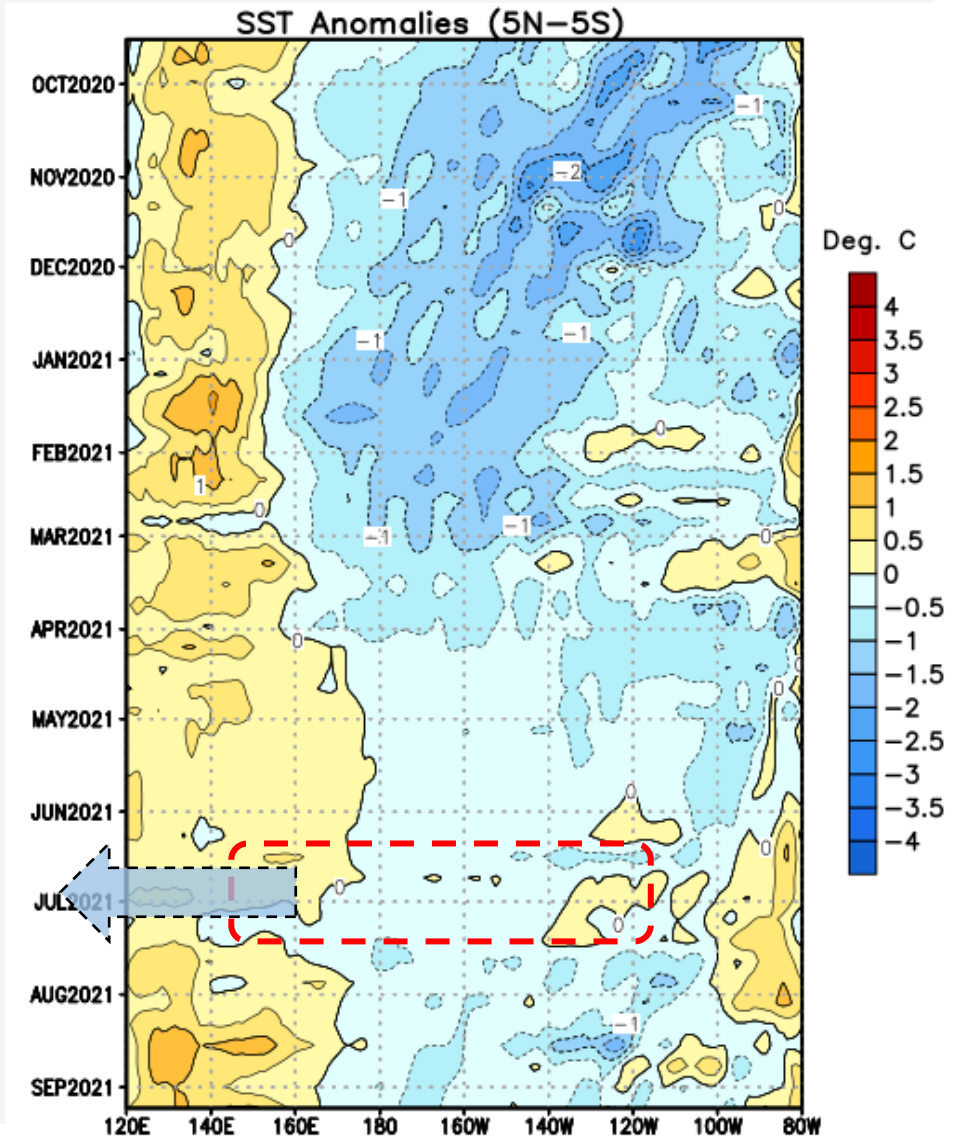 SST Anomalies (5N−5S)
OCT2020
NOV2020
DEC2020
JAN2021
FEB2021
MAR2021
APR2021
MAY2021
JUN2021
JUL2021
AUG2021
SEP2021
−1
−2
−1
0
0
−1
−1
0
1
0
−1
−1
0
0
0
0
0
0
0
0
−1
120E 140E 160E 180 160W 140W 120W 100W 80W
Deg. C
4
3.5
3
2.5
2
1.5
1
0.5
0
−0.5
−1
−1.5
−2
−2.5
−3
−3.5
−4